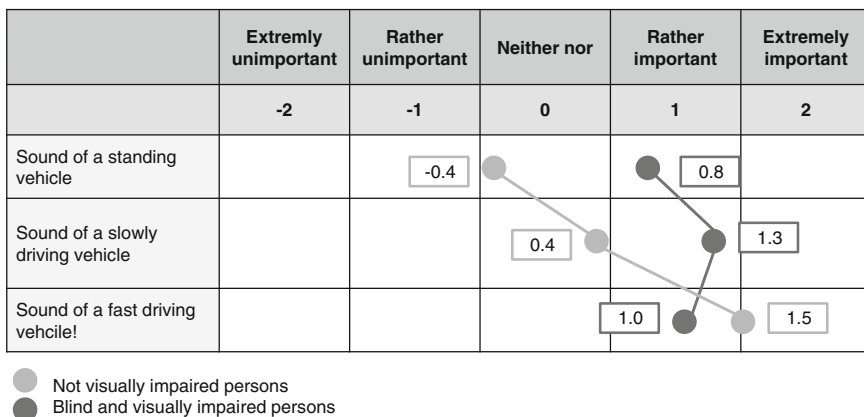 Extremly unimportant
Rather unimportant
Neither nor
Rather important
Extremely important
-2
-1
0
1
2
Sound of a standing
vehicle
-0.4
0.8
Sound of a slowly
driving vehicle
0.4
1.3
Sound of a fast driving
vehcile!
1.0
1.5
Not visually impaired persons
Blind and visually impaired persons